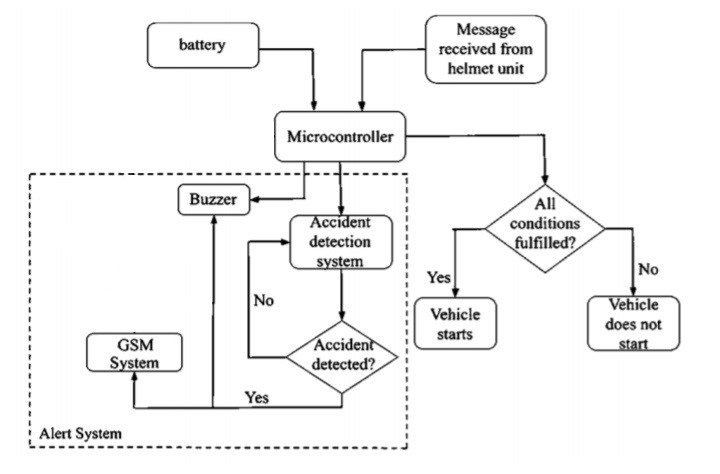 battery
Message
received from
helmet unit
Microcontroller
Buzzer
Accident
detection
system
All
conditions
fulfilled?
Yes
No
Vehicle
starts
Vehicle
does not
start
No
GSM
System
Accident
detected?
Yes
Alert System